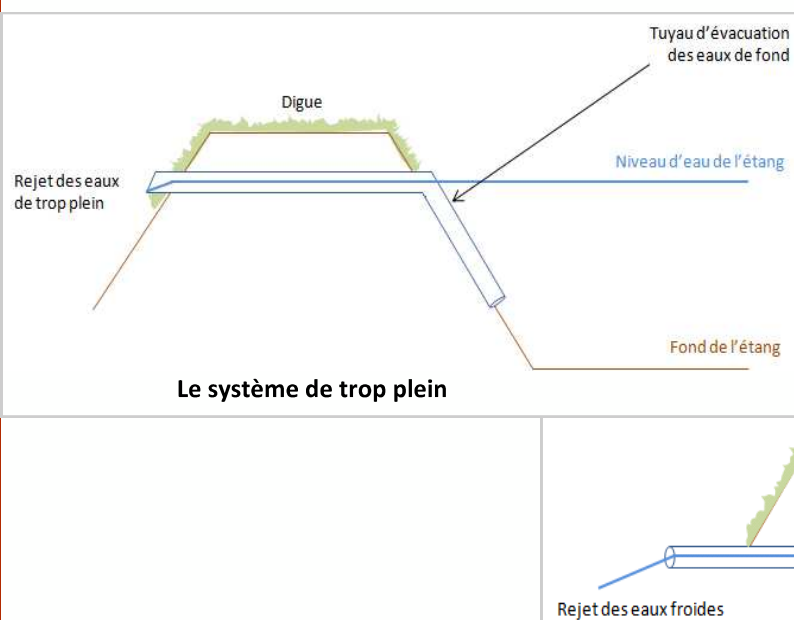 Tuyau d'évacuation
des eaux de fond
Digue
Niveau d'eau de l'étang
Rejet des eaux
de trop plein
Fond de l'étang
Le système de trop plein
Rejet des eaux froides